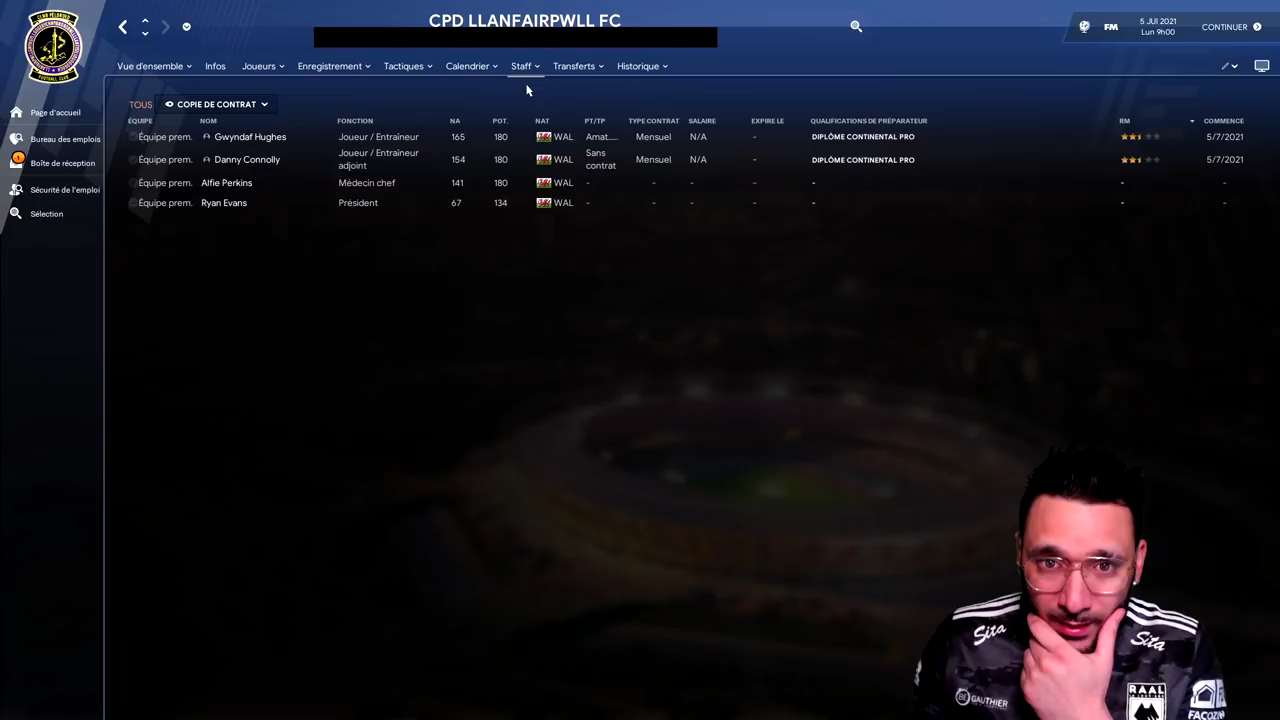 CPD LLANFAIRPWLL FC
FM
5 JUI 2021
Lun 9h00
CONTINUER
Vue d'ensemble
Infos
Joueurs
Enregistrement
Tactiques
Calendrier
Staff
Transferts
Historique
Page d'accueil
Bureau des emplois
1
Boîte de réception
Sécurité de l'emploi
Sélection
TOUS
COPIE DE CONTRAT
ÉQUIPE NOM FONCTION NA POT. NAT PT/TP TYPE CONTRAT SALAIRE EXPIRE LE QUALIFICATIONS DE PRÉPARATEUR RM COMMENCE
Équipe prem. Gwyndaf Hughes Joueur / Entraîneur 165 180 WAL Amat.... Mensuel N/A - DIPLÔME CONTINENTAL PRO 5/7/2021
Équipe prem. Danny Connolly Joueur / Entraîneur adjoint 154 180 WAL Sans contrat Mensuel N/A - DIPLÔME CONTINENTAL PRO 5/7/2021
Équipe prem. Alfie Perkins Médecin chef 141 180 WAL - - - - - - -
Équipe prem. Ryan Evans Président 67 134 WAL - - - - - - -
Sita
Sita
GAUTHIER
RAAL
FACOZIN